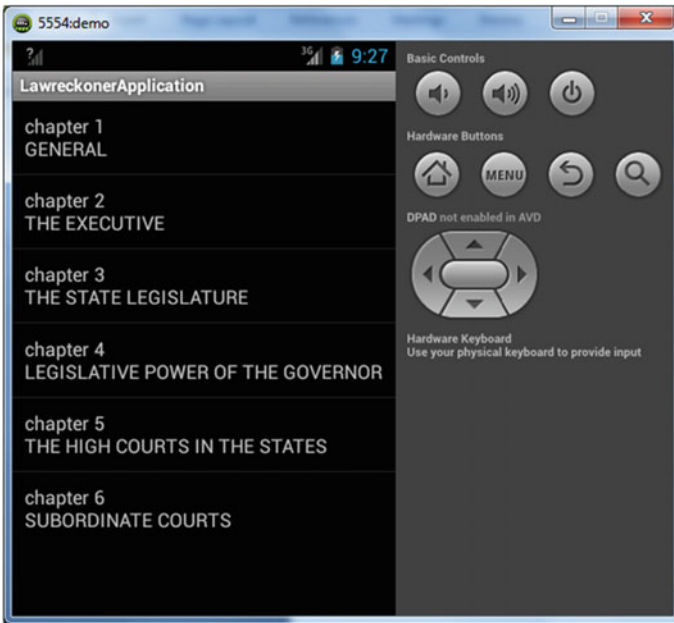 5554:demo
3G 9:27
LawreckonerApplication
chapter 1
GENERAL
chapter 2
THE EXECUTIVE
chapter 3
THE STATE LEGISLATURE
chapter 4
LEGISLATIVE POWER OF THE GOVERNOR
chapter 5
THE HIGH COURTS IN THE STATES
chapter 6
SUBORDINATE COURTS
Basic Controls
Hardware Buttons
MENU
DPAD not enabled in AVD
Hardware Keyboard
Use your physical keyboard to provide input